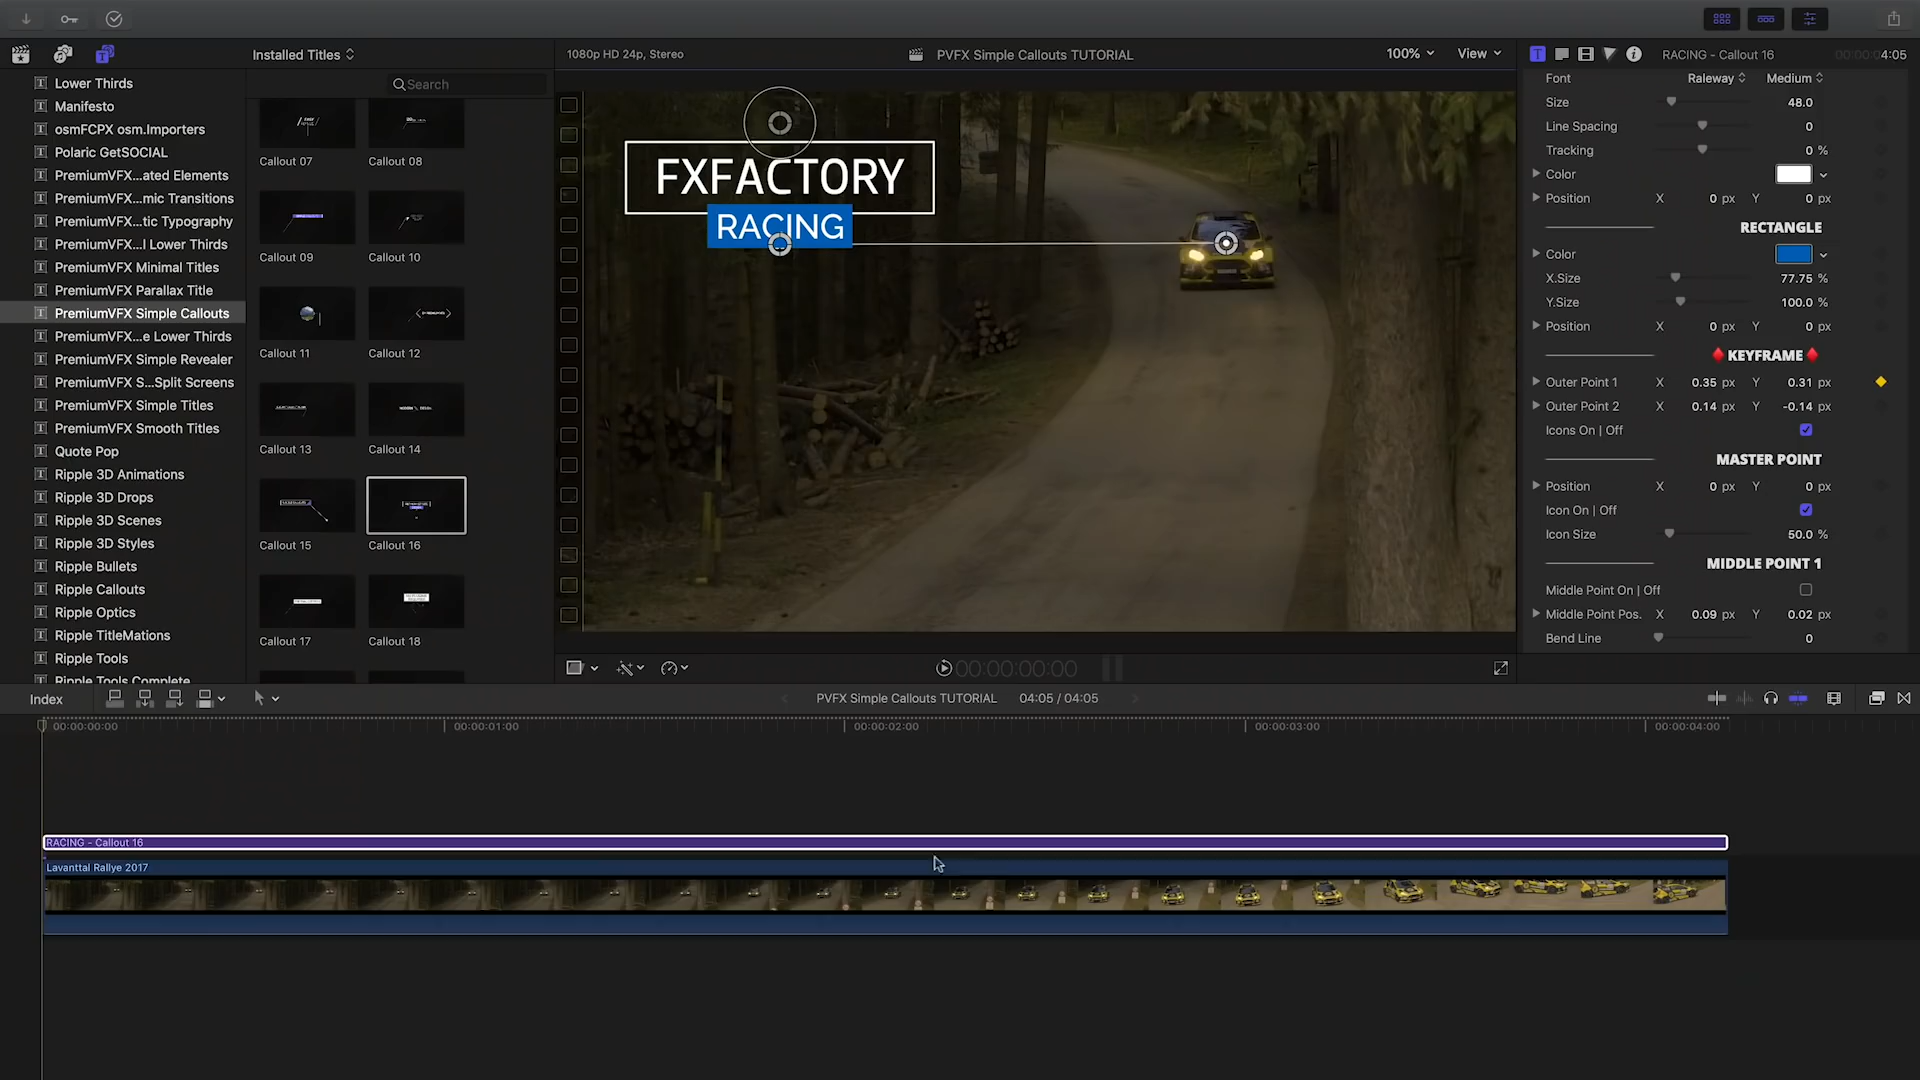 Installed Titles
1080p HD 24p, Stereo
PVFX Simple Callouts TUTORIAL
100%
View
RACING - Callout 16
4:05
Lower Thirds
Manifesto
osmFCPX osm.Importers
Polaric GetSOCIAL
PremiumVFX...ated Elements
PremiumVFX...mic Transitions
PremiumVFX...tic Typography
PremiumVFX...l Lower Thirds
PremiumVFX Minimal Titles
PremiumVFX Parallax Title
PremiumVFX Simple Callouts
PremiumVFX...e Lower Thirds
PremiumVFX Simple Revealer
PremiumVFX S...Split Screens
PremiumVFX Simple Titles
PremiumVFX Smooth Titles
Quote Pop
Ripple 3D Animations
Ripple 3D Drops
Ripple 3D Scenes
Ripple 3D Styles
Ripple Bullets
Ripple Callouts
Ripple Optics
Ripple TitleMations
Ripple Tools
Ripple Tools Complete
Search
Callout 07
Callout 08
Callout 09
Callout 10
Callout 11
Callout 12
Callout 13
Callout 14
Callout 15
Callout 16
Callout 17
Callout 18
FXFACTORY
RACING
Font Raleway Medium
Size 48.0
Line Spacing 0
Tracking 0 %
Color
Position X 0 px Y 0 px
RECTANGLE
Color
X.Size 77.75 %
Y.Size 100.0 %
Position X 0 px Y 0 px
KEYFRAME
Outer Point 1 X 0.35 px Y 0.31 px
Outer Point 2 X 0.14 px Y -0.14 px
Icons On | Off
MASTER POINT
Position X 0 px Y 0 px
Icon On | Off
Icon Size 50.0 %
MIDDLE POINT 1
Middle Point On | Off
Middle Point Pos. X 0.09 px Y 0.02 px
Bend Line 0
00:00:00:00
Index
PVFX Simple Callouts TUTORIAL
04:05 / 04:05
00:00:00:00
00:00:01:00
00:00:02:00
00:00:03:00
00:00:04:00
RACING - Callout 16
Lavanttal Rallye 2017